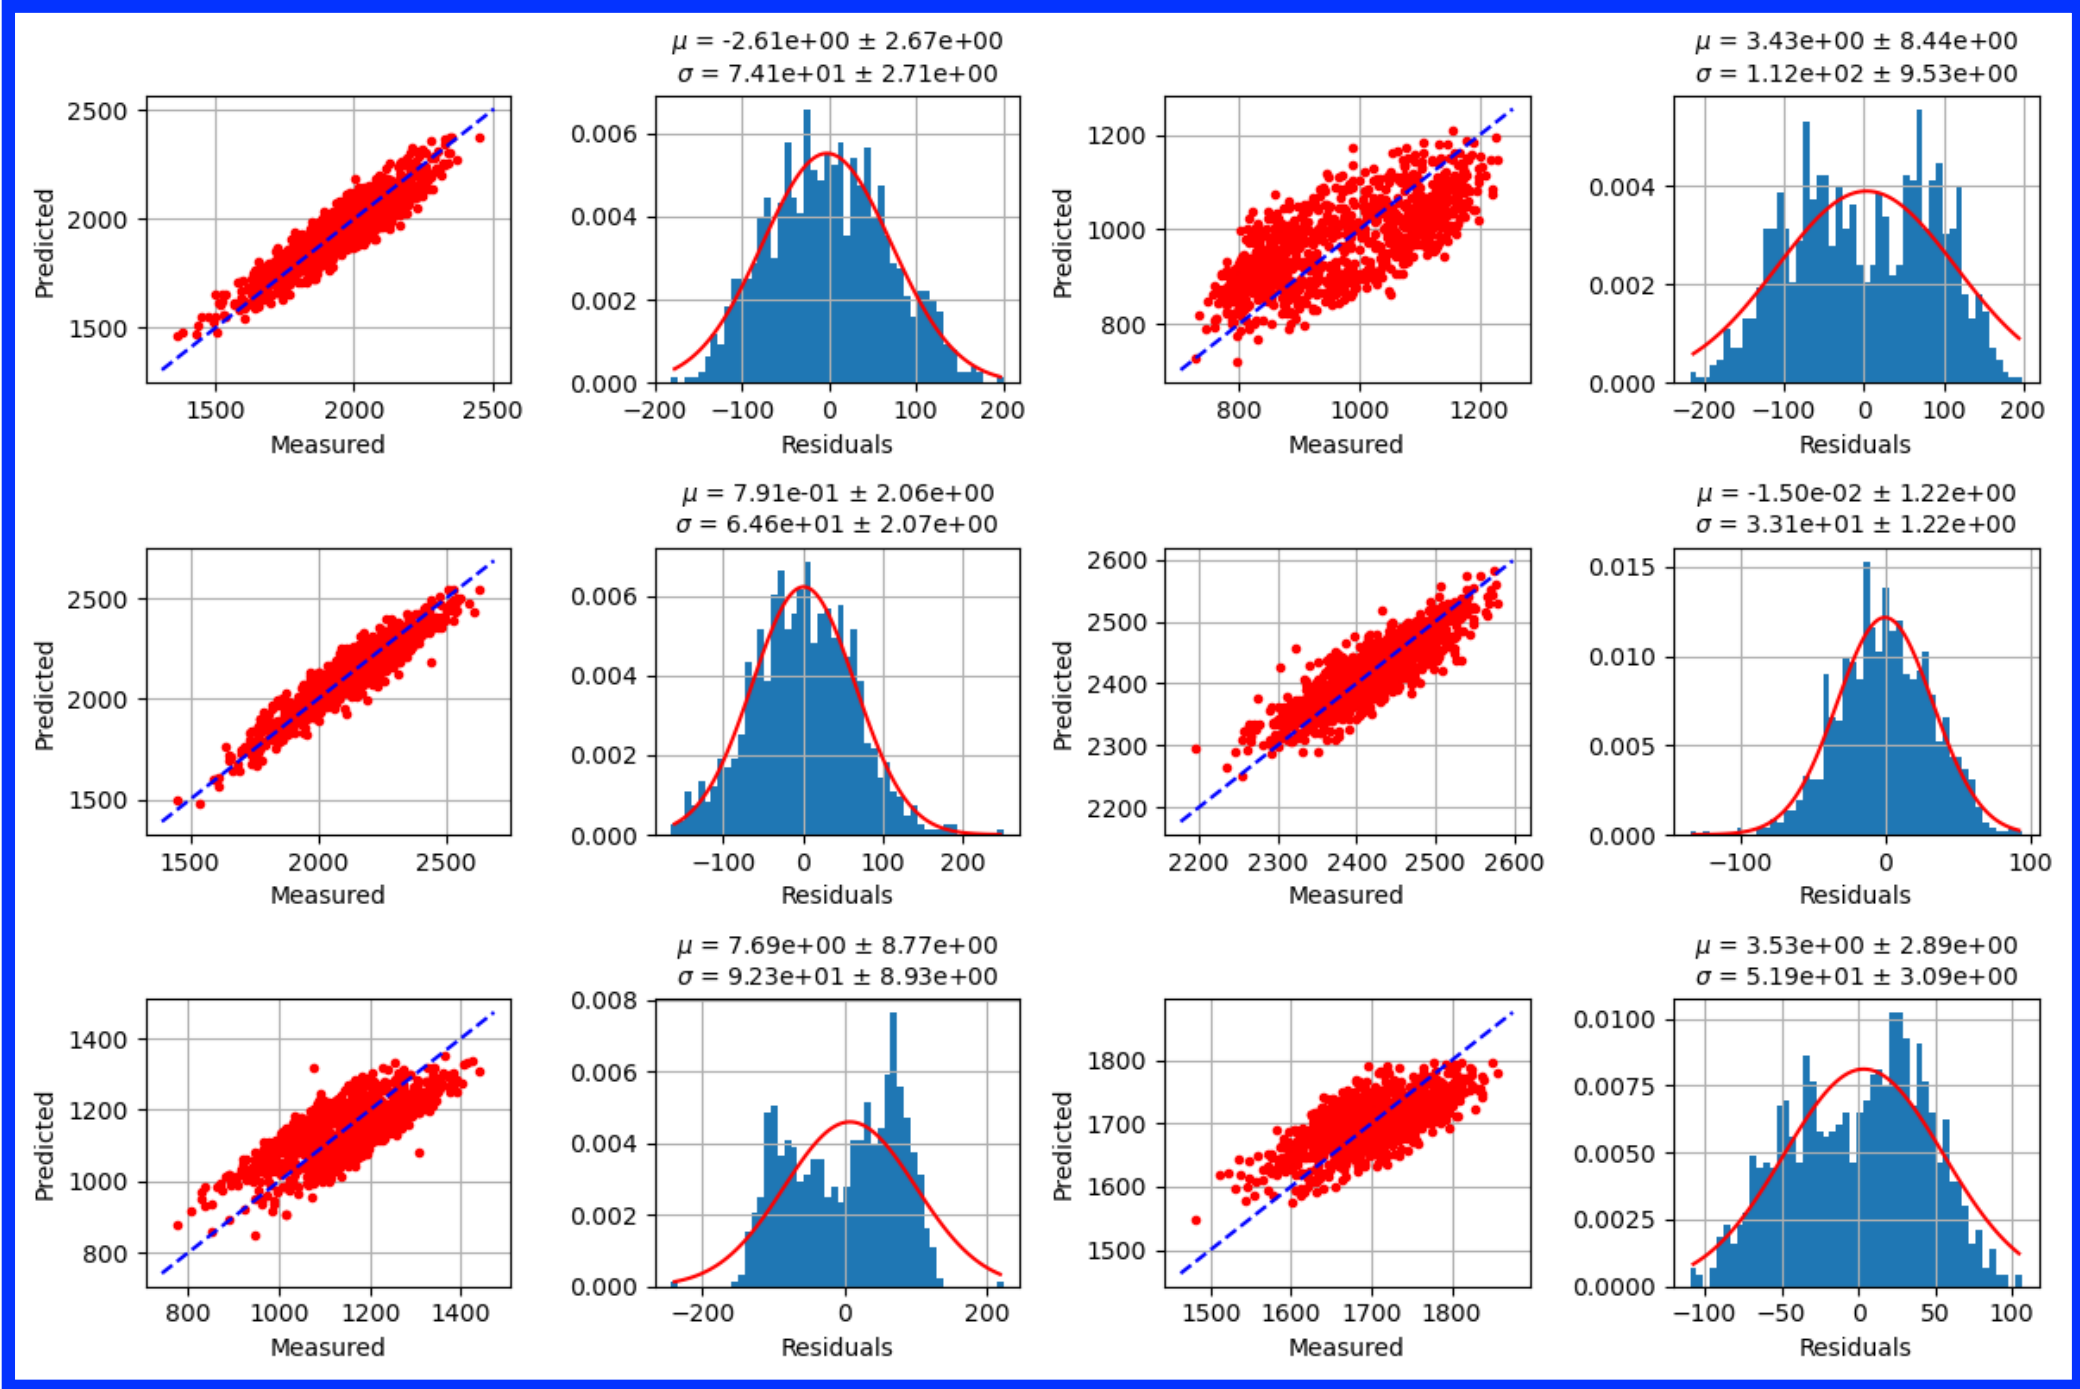 μ = -2.61e+00 ± 2.67e+00
σ = 7.41e+01 ± 2.71e+00
μ = 3.43e+00 ± 8.44e+00
σ = 1.12e+02 ± 9.53e+00
2500
2000
1500
Predicted
1500 2000 2500
Measured
0.006
0.004
0.002
0.000
−200 −100 0 100 200
Residuals
1200
1000
800
Predicted
800 1000 1200
Measured
0.004
0.002
0.000
−200 −100 0 100 200
Residuals
μ = 7.91e-01 ± 2.06e+00
σ = 6.46e+01 ± 2.07e+00
μ = -1.50e-02 ± 1.22e+00
σ = 3.31e+01 ± 1.22e+00
2500
2000
1500
Predicted
1500 2000 2500
Measured
0.006
0.004
0.002
0.000
−100 0 100 200
Residuals
2600
2500
2400
2300
2200
Predicted
2200 2300 2400 2500 2600
Measured
0.015
0.010
0.005
0.000
−100 0 100
Residuals
μ = 7.69e+00 ± 8.77e+00
σ = 9.23e+01 ± 8.93e+00
μ = 3.53e+00 ± 2.89e+00
σ = 5.19e+01 ± 3.09e+00
1400
1200
1000
800
Predicted
800 1000 1200 1400
Measured
0.008
0.006
0.004
0.002
0.000
−200 0 200
Residuals
1800
1700
1600
1500
Predicted
1500 1600 1700 1800
Measured
0.0100
0.0075
0.0050
0.0025
0.0000
−100 −50 0 50 100
Residuals